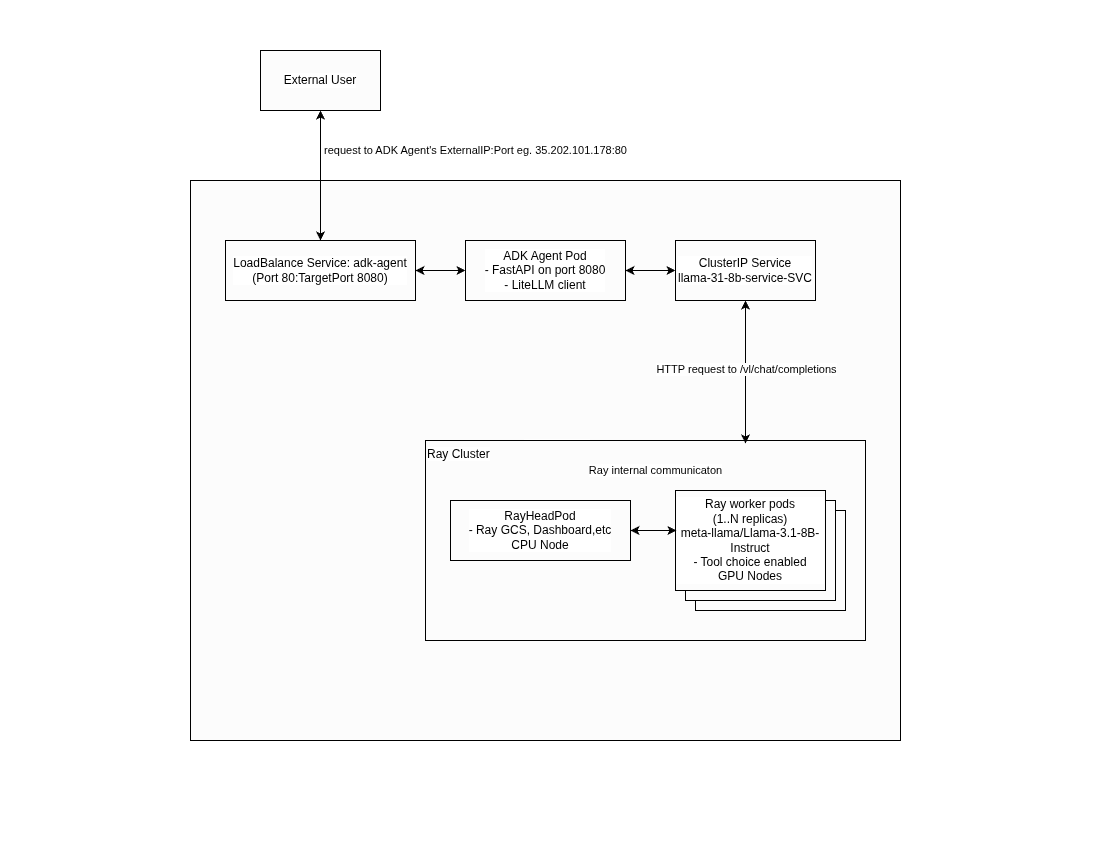 External User
request to ADK Agent's ExternalIP:Port eg. 35.202.101.178:80
LoadBalance Service: adk-agent
(Port 80:TargetPort 8080)
ADK Agent Pod
- FastAPI on port 8080
- LiteLLM client
ClusterIP Service
llama-31-8b-service-SVC
HTTP request to /vl/chat/completions
Ray Cluster
Ray internal communicaton
RayHeadPod
- Ray GCS, Dashboard,etc
CPU Node
Ray worker pods
(1..N replicas)
meta-llama/Llama-3.1-8B-
Instruct
- Tool choice enabled
GPU Nodes